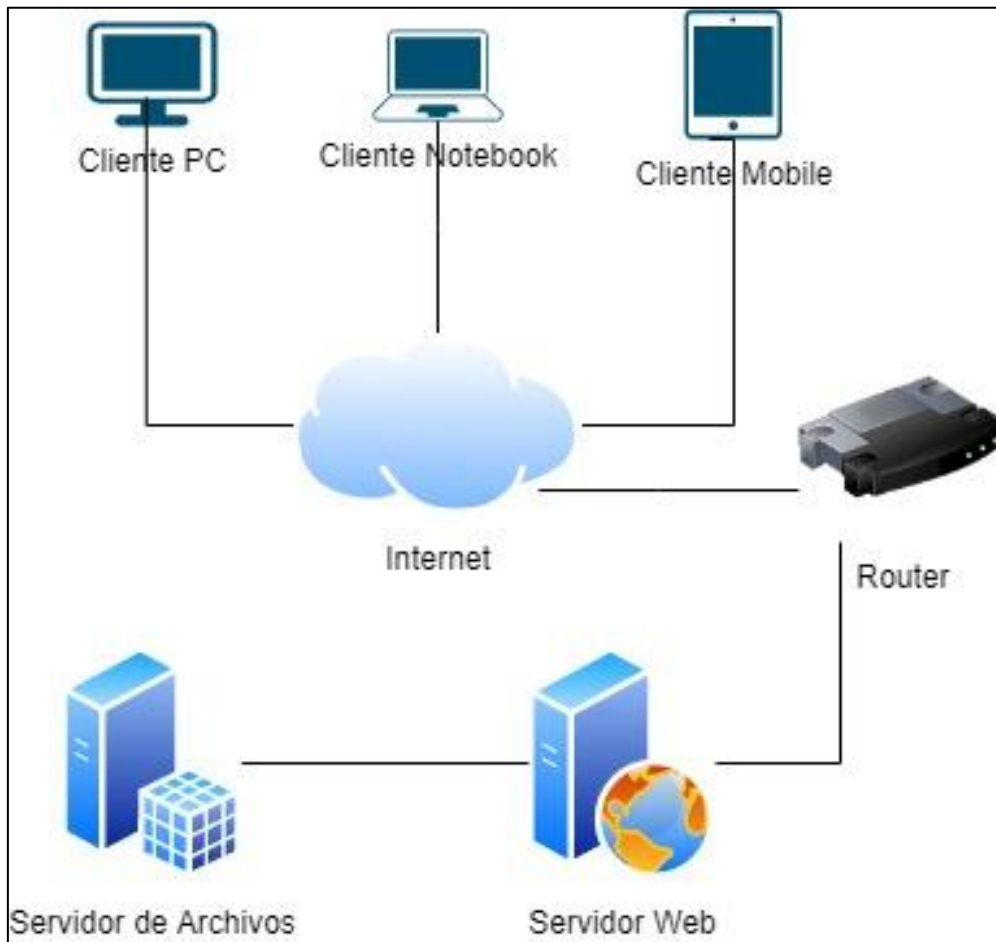 Cliente PC
Cliente Notebook
Cliente Mobile
Internet
Router
Servidor de Archivos
Servidor Web